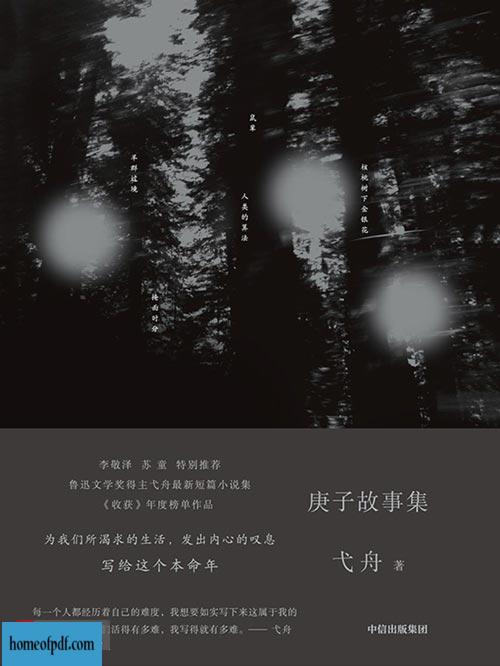 鼠辈
羊群过境
核桃树下金银花
人类的算法
掩面时分
李敬泽 苏童 特别推荐
鲁迅文学奖得主弋舟最新短篇小说集
《收获》年度榜单作品
为我们所渴求的生活，发出内心的叹息
写给这个本命年
庚子故事集
弋舟 著
每一个人都经历着自己的难度，我想要如实写下来这属于我的
们活得有多难，我写得就有多难。—— 弋舟
中信出版集团
homeofpdf.com